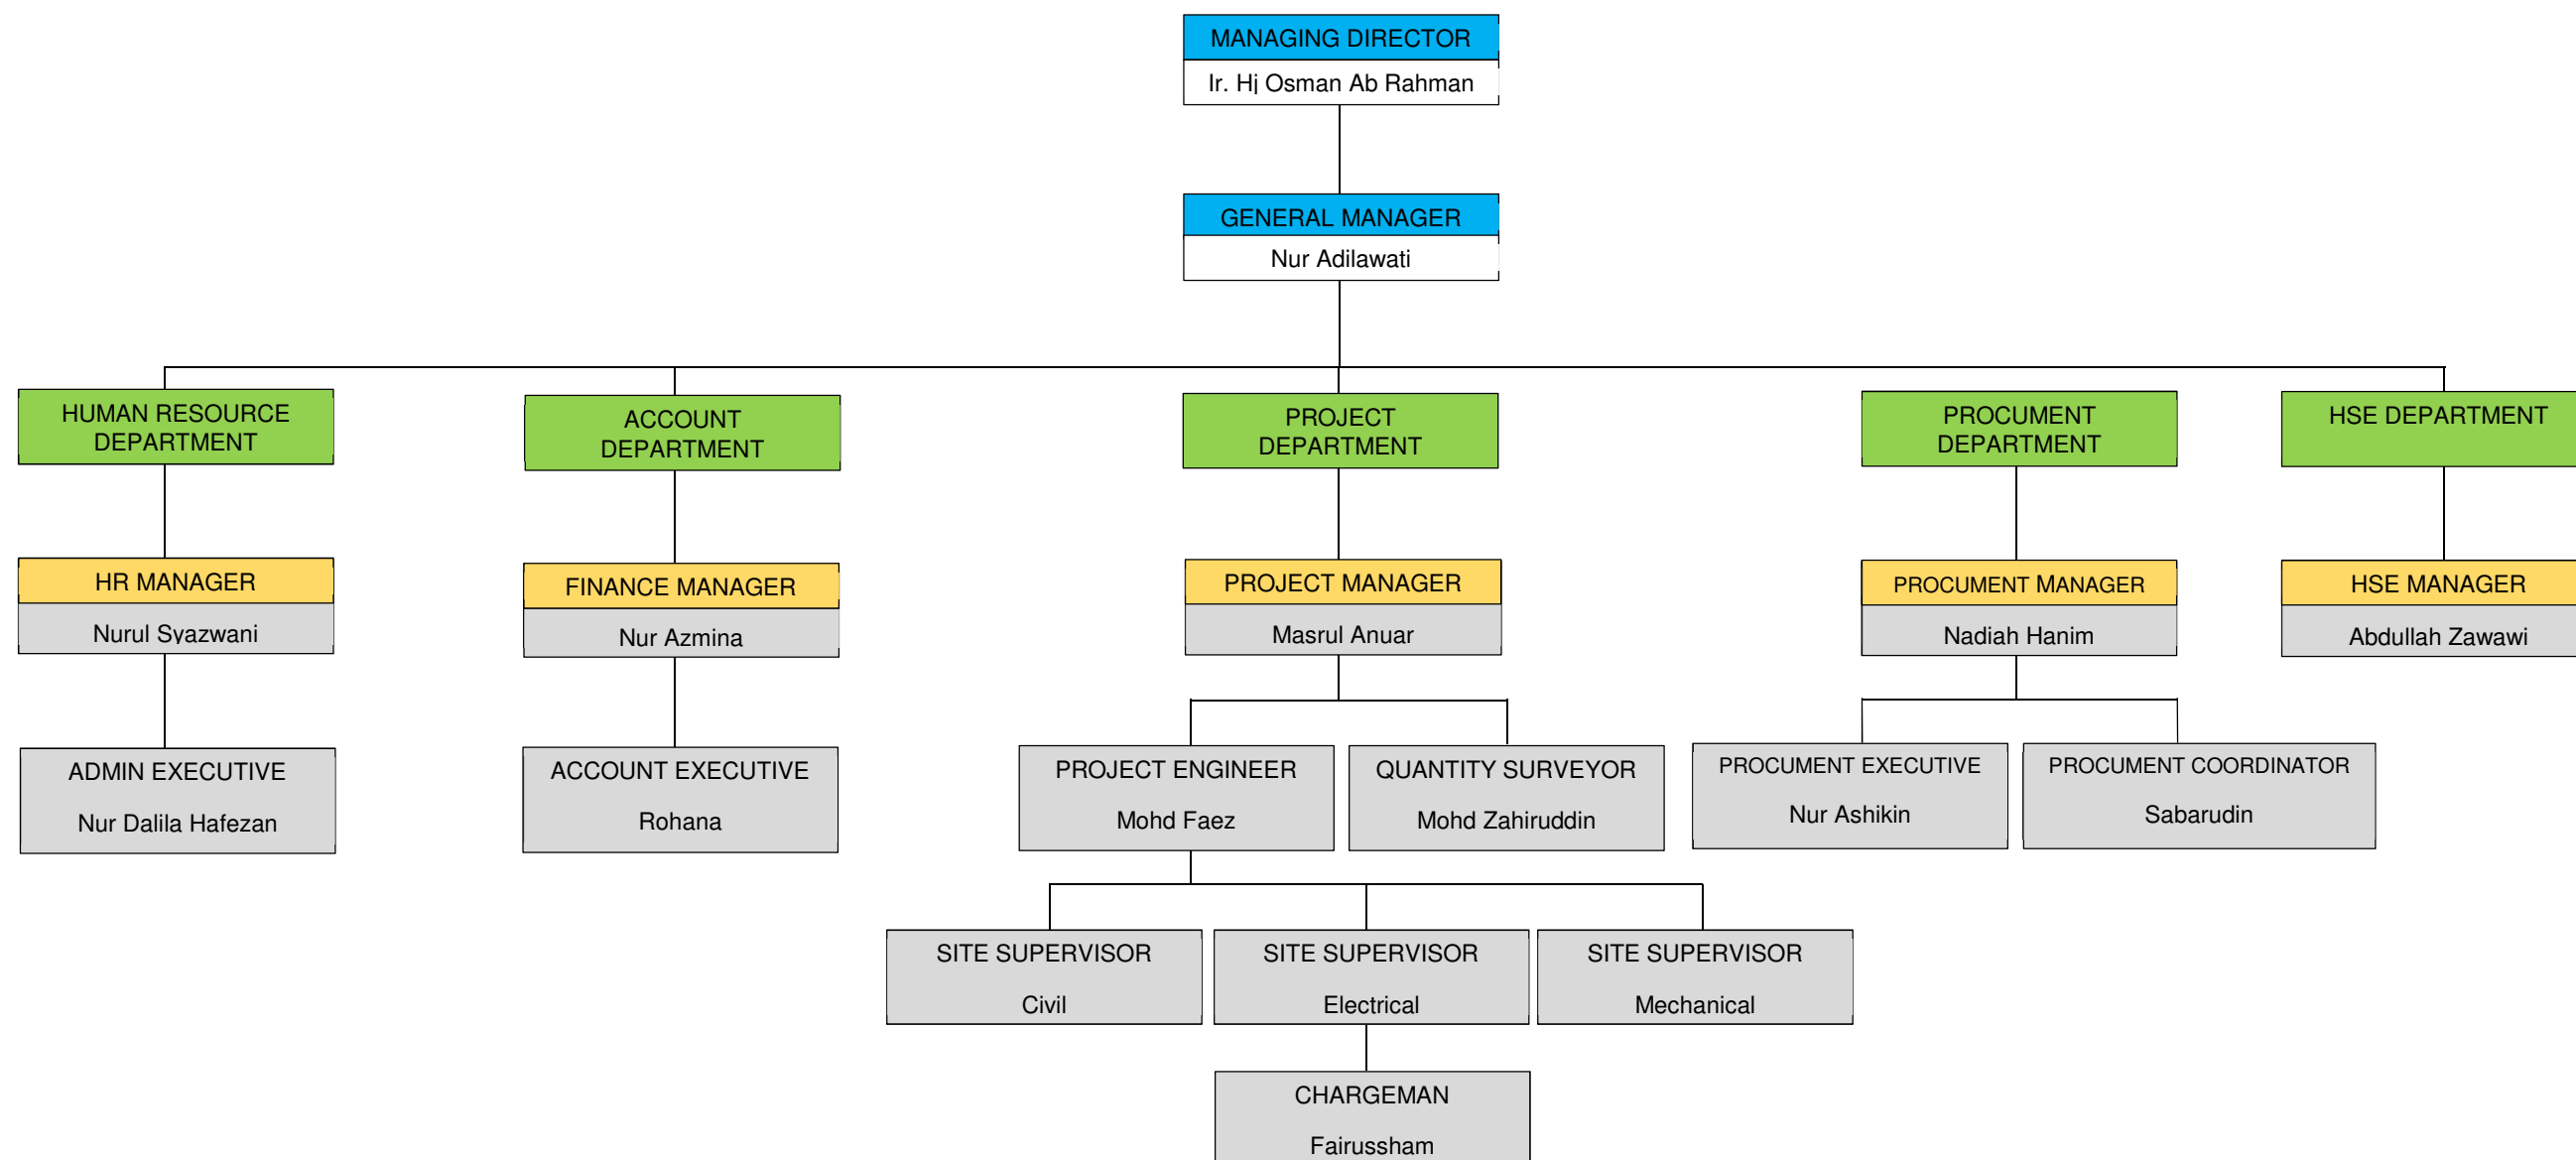 MANAGING DIRECTOR
Ir. Hj Osman Ab Rahman
GENERAL MANAGER
Nur Adilawati
HUMAN RESOURCE
DEPARTMENT
ACCOUNT
DEPARTMENT
PROJECT
DEPARTMENT
PROCUMENT
DEPARTMENT
HSE DEPARTMENT
HR MANAGER
Nurul Syazwani
FINANCE MANAGER
Nur Azmina
PROJECT MANAGER
Masrul Anuar
PROCUMENT MANAGER
Nadiah Hanim
HSE MANAGER
Abdullah Zawawi
ADMIN EXECUTIVE
Nur Dalila Hafezan
ACCOUNT EXECUTIVE
Rohana
PROJECT ENGINEER
Mohd Faez
QUANTITY SURVEYOR
Mohd Zahiruddin
PROCUMENT EXECUTIVE
Nur Ashikin
PROCUMENT COORDINATOR
Sabarudin
SITE SUPERVISOR
Civil
SITE SUPERVISOR
Electrical
SITE SUPERVISOR
Mechanical
CHARGEMAN
Fairussham